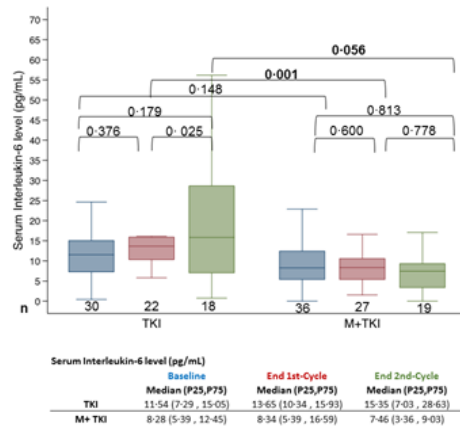 70
65
60
55
50
45
40
35
30
25
20
15
10
5
0
Serum Interleukin-6 level (pg/mL)
0·056
0·001
0·148
0·179
0·813
0·376
0· 025
0·600
0·778
n
30 22 18 36 27 19
TKI M+TKI
Serum Interleukin-6 level (pg/mL)
Baseline End 1st-Cycle End 2nd-Cycle
Median (P25,P75) Median (P25,P75) Median (P25,P75)
TKI 11·54 (7·29 , 15·05) 13·65 (10·34 , 15·93) 15·35 (7·03 , 28·63)
M+ TKI 8·28 (5·39 , 12·45) 8·34 (5·39 , 16·59) 7·46 (3·36 , 9·03)